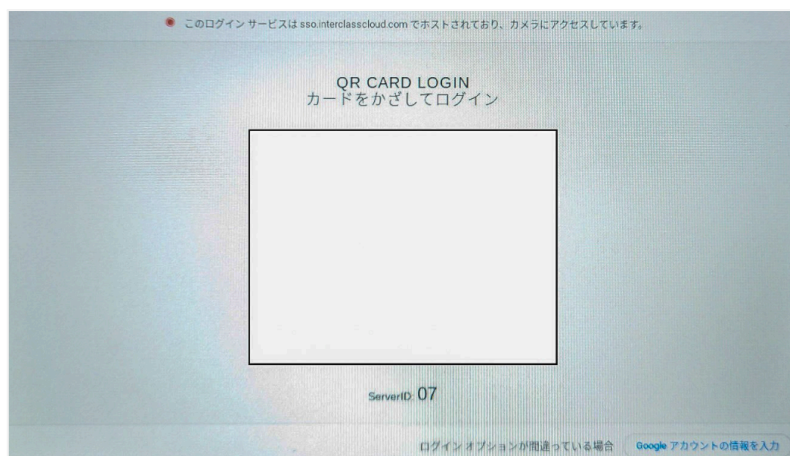 このログイン サービスは sso.interclasscloud.com でホストされており、カメラにアクセスしています。
QR CARD LOGIN
カードをかざしてログイン
ServerID: 07
ログイン オプションが間違っている場合 Google アカウントの情報を入力